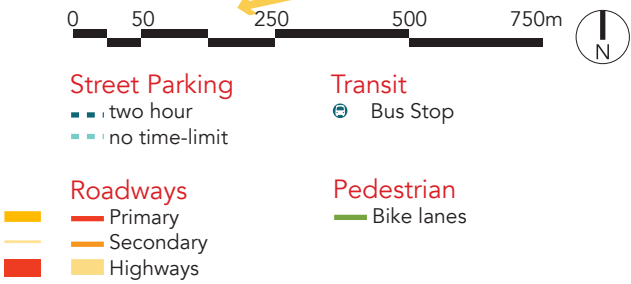 0 50 250 500 750m
N
Street Parking
two hour
no time-limit
Transit
Bus Stop
Roadways
Primary
Secondary
Highways
Pedestrian
Bike lanes